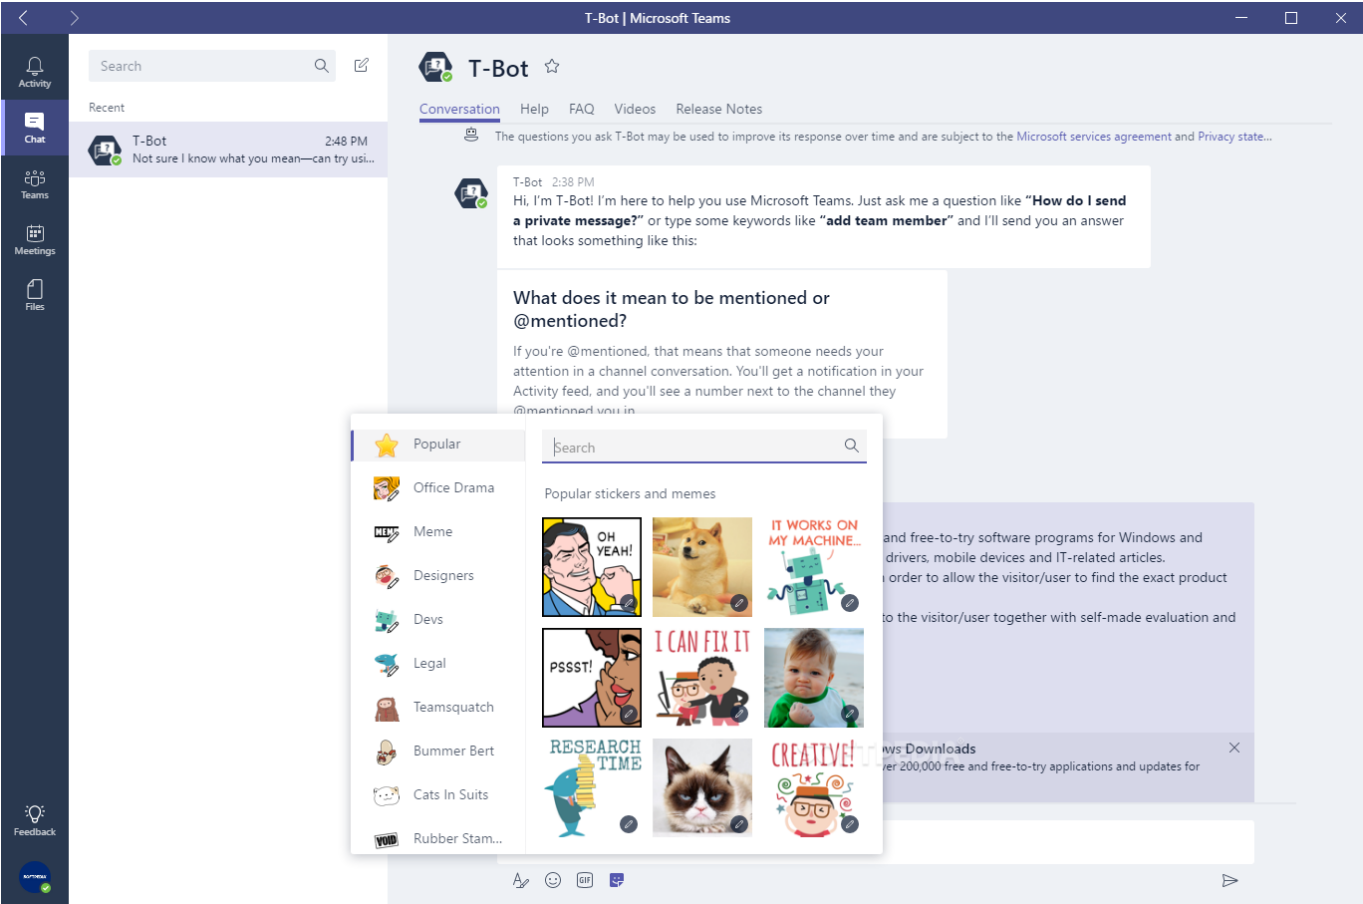 T-Bot | Microsoft Teams
Activity
Chat
Teams
Meetings
Files
Feedback
SOFTPEDIA
Search
Recent
T-Bot 2:48 PM
Not sure I know what you mean—can try usi...
T-Bot
Conversation Help FAQ Videos Release Notes
The questions you ask T-Bot may be used to improve its response over time and are subject to the Microsoft services agreement and Privacy state...
T-Bot 2:38 PM
Hi, I'm T-Bot! I'm here to help you use Microsoft Teams. Just ask me a question like “How do I send
a private message?” or type some keywords like “add team member” and I'll send you an answer
that looks something like this:
What does it mean to be mentioned or
@mentioned?
If you're @mentioned, that means that someone needs your
attention in a channel conversation. You'll get a notification in your
Activity feed, and you'll see a number next to the channel they
@mentioned you in
Popular
Office Drama
MEME
Meme
Designers
Devs
Legal
Teamsquatch
Bummer Bert
Cats In Suits
VOID
Rubber Stam...
Search
Popular stickers and memes
OH
YEAH!
IT WORKS ON
MY MACHINE...
PSSST!
I CAN FIX IT
RESEARCH
TIME
CREATIVE!
and free-to-try software programs for Windows and
drivers, mobile devices and IT-related articles.
order to allow the visitor/user to find the exact product
to the visitor/user together with self-made evaluation and
Downloads
200,000 free and free-to-try applications and updates for
GIF